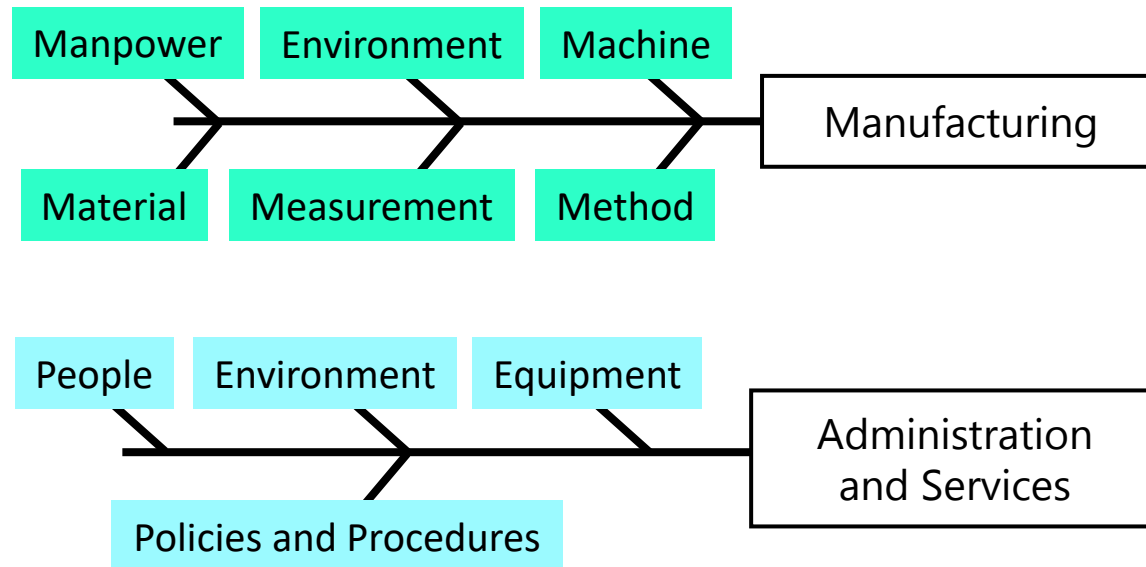 Manpower
Environment
Machine
Manufacturing
Material
Measurement
Method
People
Environment
Equipment
Administration
and Services
Policies and Procedures